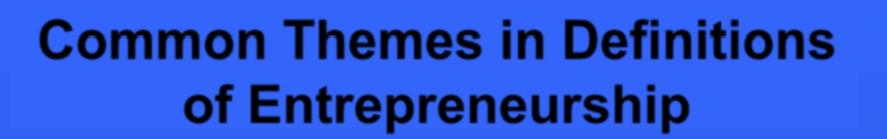 Common Themes in Definitions
of Entrepreneurship